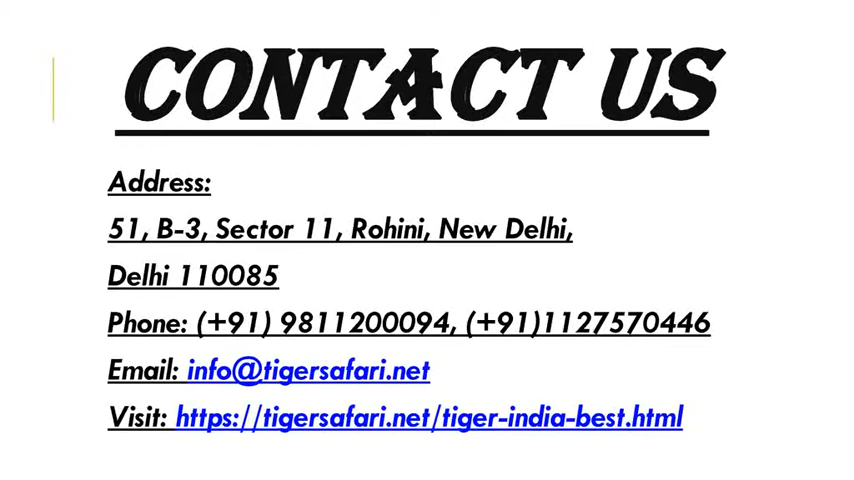 CONTACT US
Address:
51, B-3, Sector 11, Rohini, New Delhi,
Delhi 110085
Phone: (+91) 9811200094, (+91)1127570446
Email: info@tigersafari.net
Visit: https://tigersafari.net/tiger-india-best.html